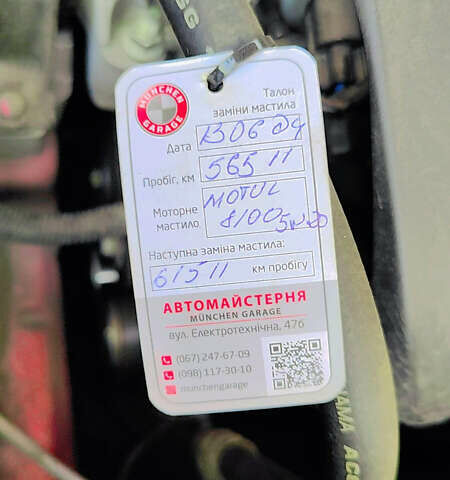 MÜNCHEN
GARAGE
Талон
заміни мастила
Дата 13 06 24
Пробіг, км 56511
Моторне
мастило
MOTUL
8100 5W30
Наступна заміна мастила:
61511 км пробігу
АВТОМАЙСТЕРНЯ
MÜNCHEN GARAGE
вул. Електротехнічна, 47б
(067) 247-67-09
(098) 117-30-10
munchengarage